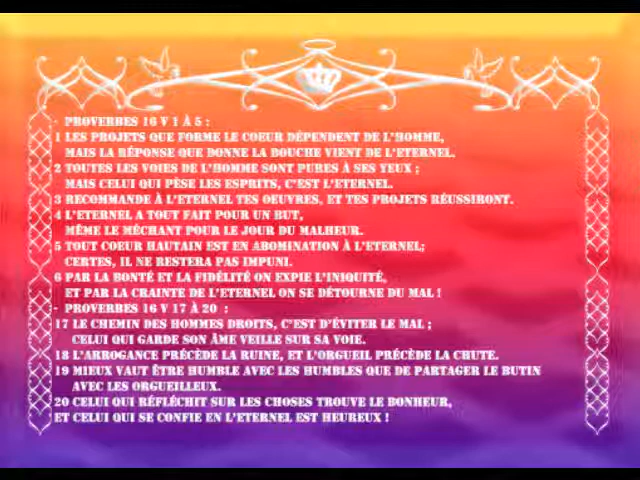 - PROVERBES 16 V 1 À 5 :
1 LES PROJETS QUE FORME LE COEUR DÉPENDENT DE L'HOMME,
MAIS LA RÉPONSE QUE DONNE LA BOUCHE VIENT DE L'ETERNEL.
2 TOUTES LES VOIES DE L'HOMME SONT PURES À SES YEUX ;
MAIS CELUI QUI PÈSE LES ESPRITS, C'EST L'ETERNEL.
3 RECOMMANDE À L'ETERNEL TES OEUVRES, ET TES PROJETS RÉUSSIRONT.
4 L'ETERNEL A TOUT FAIT POUR UN BUT,
MÊME LE MÉCHANT POUR LE JOUR DU MALHEUR.
5 TOUT COEUR HAUTAIN EST EN ABOMINATION À L'ETERNEL;
CERTES, IL NE RESTERA PAS IMPUNI.
6 PAR LA BONTÉ ET LA FIDÉLITÉ ON EXPIE L'INIQUITÉ,
ET PAR LA CRAINTE DE L'ETERNEL ON SE DÉTOURNE DU MAL !
- PROVERBES 16 V 17 À 20 :
17 LE CHEMIN DES HOMMES DROITS, C'EST D'ÉVITER LE MAL ;
CELUI QUI GARDE SON ÂME VEILLE SUR SA VOIE.
18 L'ARROGANCE PRÉCÈDE LA RUINE, ET L'ORGUEIL PRÉCÈDE LA CHUTE.
19 MIEUX VAUT ÊTRE HUMBLE AVEC LES HUMBLES QUE DE PARTAGER LE BUTIN
AVEC LES ORGUEILLEUX.
20 CELUI QUI RÉFLÉCHIT SUR LES CHOSES TROUVE LE BONHEUR,
ET CELUI QUI SE CONFIE EN L'ETERNEL EST HEUREUX !